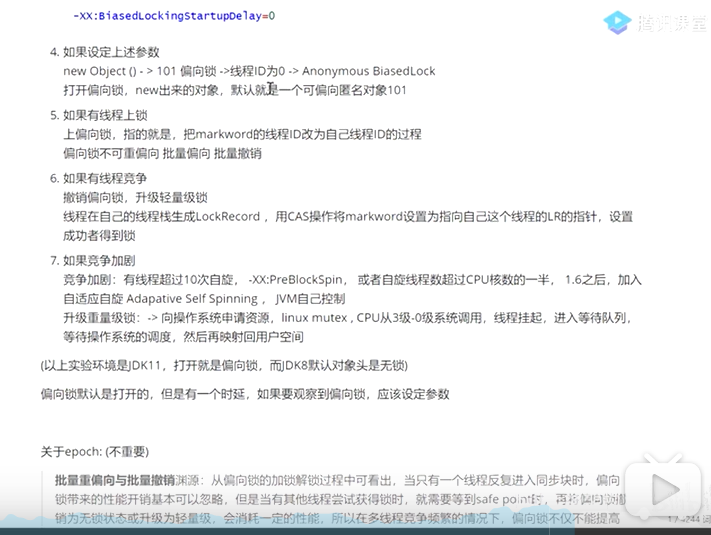 -XX:BiasedLockingStartupDelay=0
腾讯课堂
4. 如果设定上述参数
new Object () - > 101 偏向锁 ->线程ID为0 -> Anonymous BiasedLock
打开偏向锁，new出来的对象，默认就是一个可偏向匿名对象101
5. 如果有线程上锁
上偏向锁，指的就是，把markword的线程ID改为自己线程ID的过程
偏向锁不可重偏向 批量偏向 批量撤销
6. 如果有线程竞争
撤销偏向锁，升级轻量级锁
线程在自己的线程栈生成LockRecord ，用CAS操作将markword设置为指向自己这个线程的LR的指针，设置
成功者得到锁
7. 如果竞争加剧
竞争加剧：有线程超过10次自旋， -XX:PreBlockSpin， 或者自旋线程数超过CPU核数的一半， 1.6之后，加入
自适应自旋 Adapative Self Spinning ， JVM自己控制
升级重量级锁：-> 向操作系统申请资源，linux mutex , CPU从3级-0级系统调用，线程挂起，进入等待队列，
等待操作系统的调度，然后再映射回用户空间
(以上实验环境是JDK11，打开就是偏向锁，而JDK8默认对象头是无锁)
偏向锁默认是打开的，但是有一个时延，如果要观察到偏向锁，应该设定参数
关于epoch: (不重要)
批量重偏向与批量撤销渊源：从偏向锁的加锁解锁过程中可看出，当只有一个线程反复进入同步块时，偏向
锁带来的性能开销基本可以忽略，但是当有其他线程尝试获得锁时，就需要等到safe point时，再将偏向锁撤
销为无锁状态或升级为轻量级，会消耗一定的性能，所以在多线程竞争频繁的情况下，偏向锁不仅不能提高